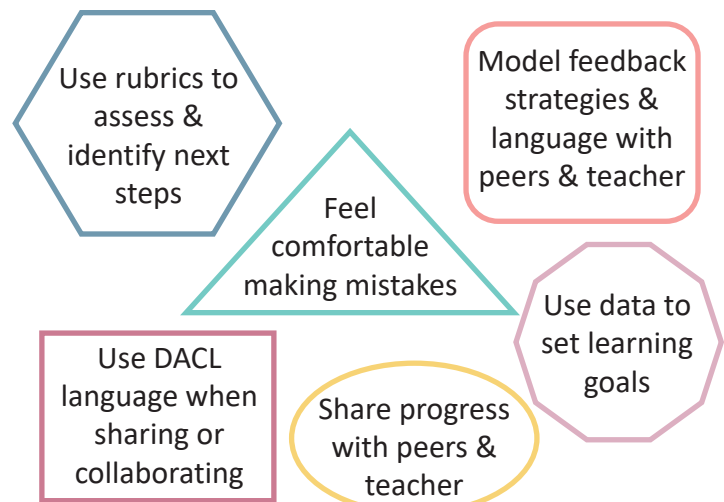 Use rubrics to
assess &
identify next
steps
Model feedback
strategies &
language with
peers & teacher
Feel
comfortable
making mistakes
Use data to
set learning
goals
Use DACL
language when
sharing or
collaborating
Share progress
with peers &
teacher